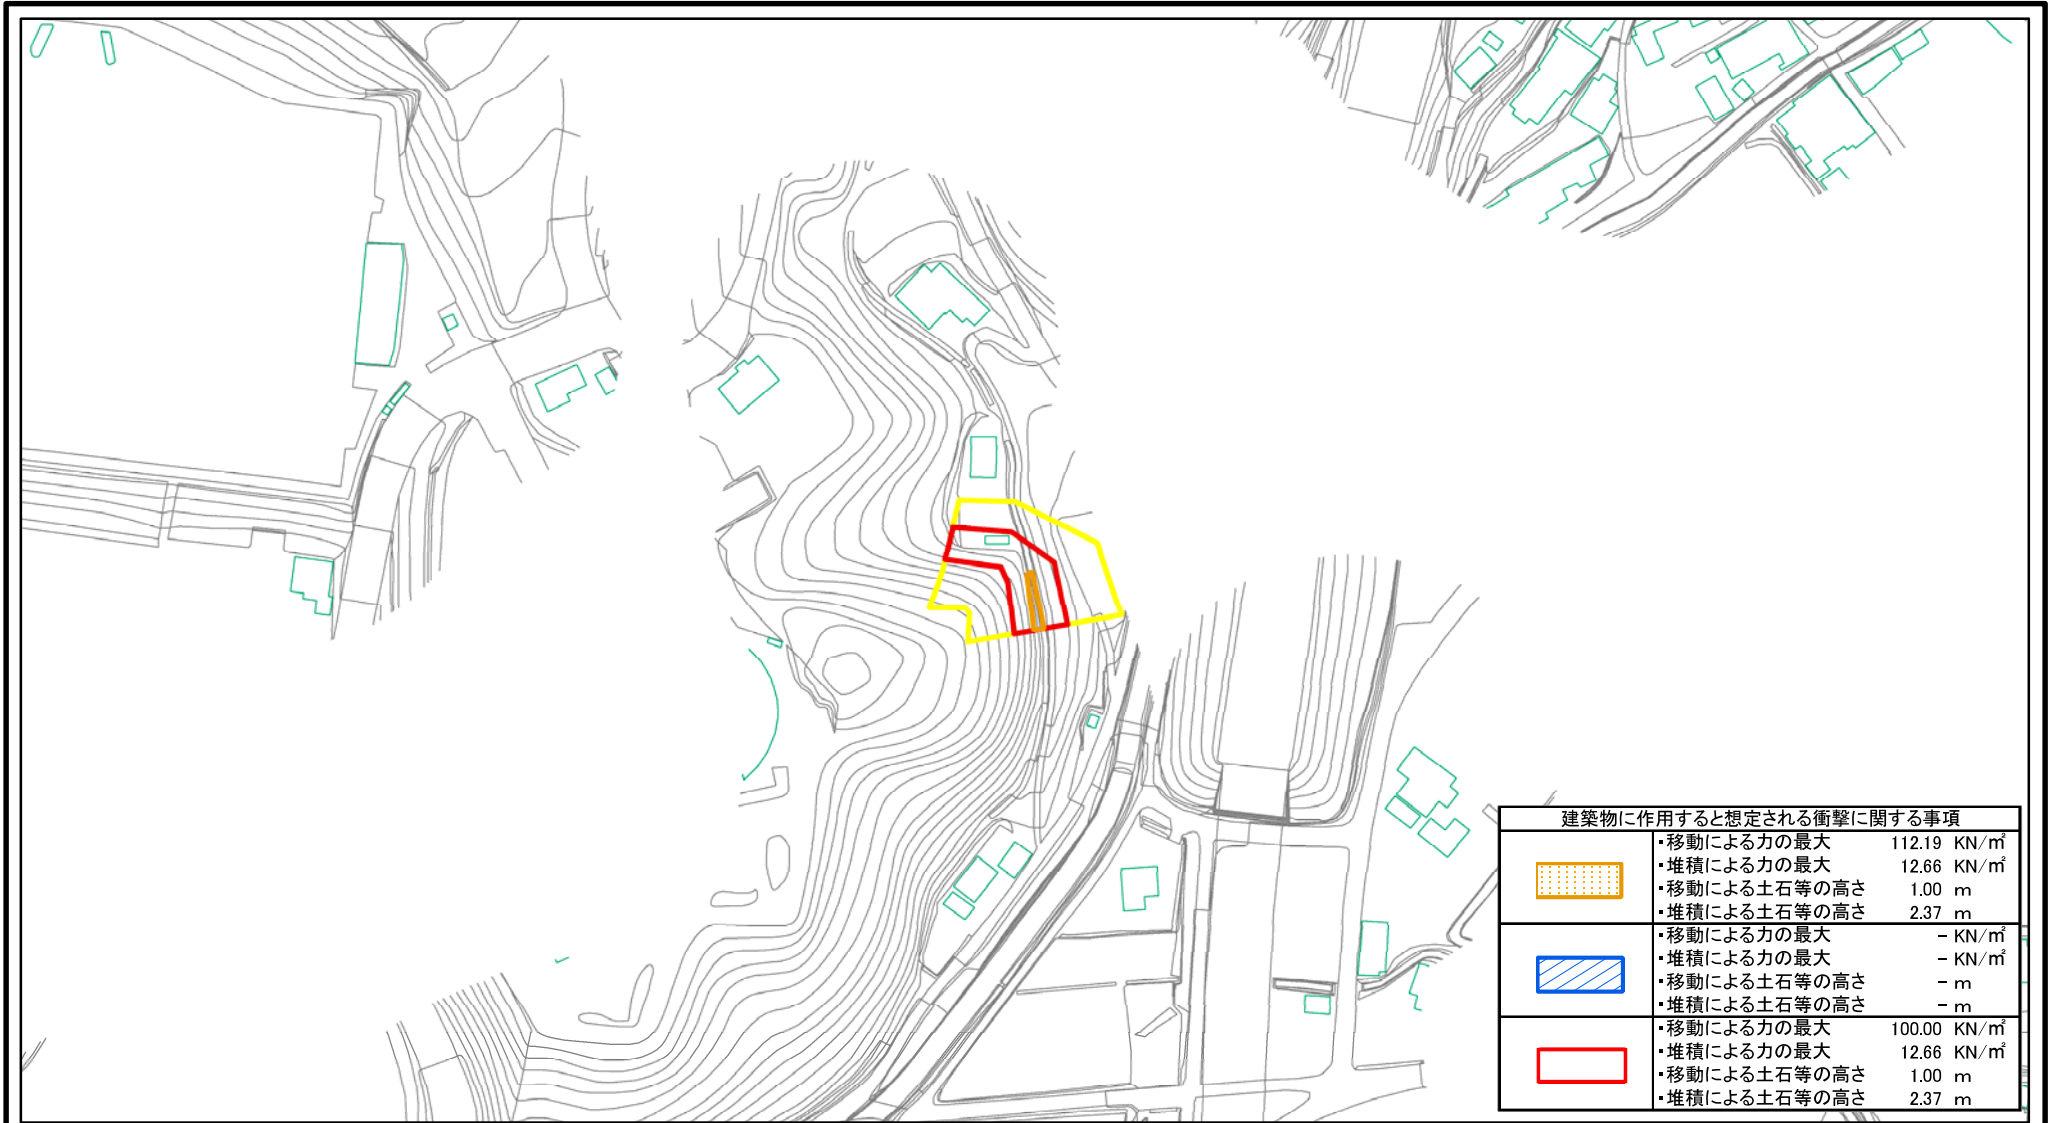 建築物に作用すると想定される衝撃に関する事項
・移動による力の最大 112.19 KN/㎡
・堆積による力の最大 12.66 KN/㎡
・移動による土石等の高さ 1.00 m
・堆積による土石等の高さ 2.37 m
・移動による力の最大 - KN/㎡
・堆積による力の最大 - KN/㎡
・移動による土石等の高さ - m
・堆積による土石等の高さ - m
・移動による力の最大 100.00 KN/㎡
・堆積による力の最大 12.66 KN/㎡
・移動による土石等の高さ 1.00 m
・堆積による土石等の高さ 2.37 m